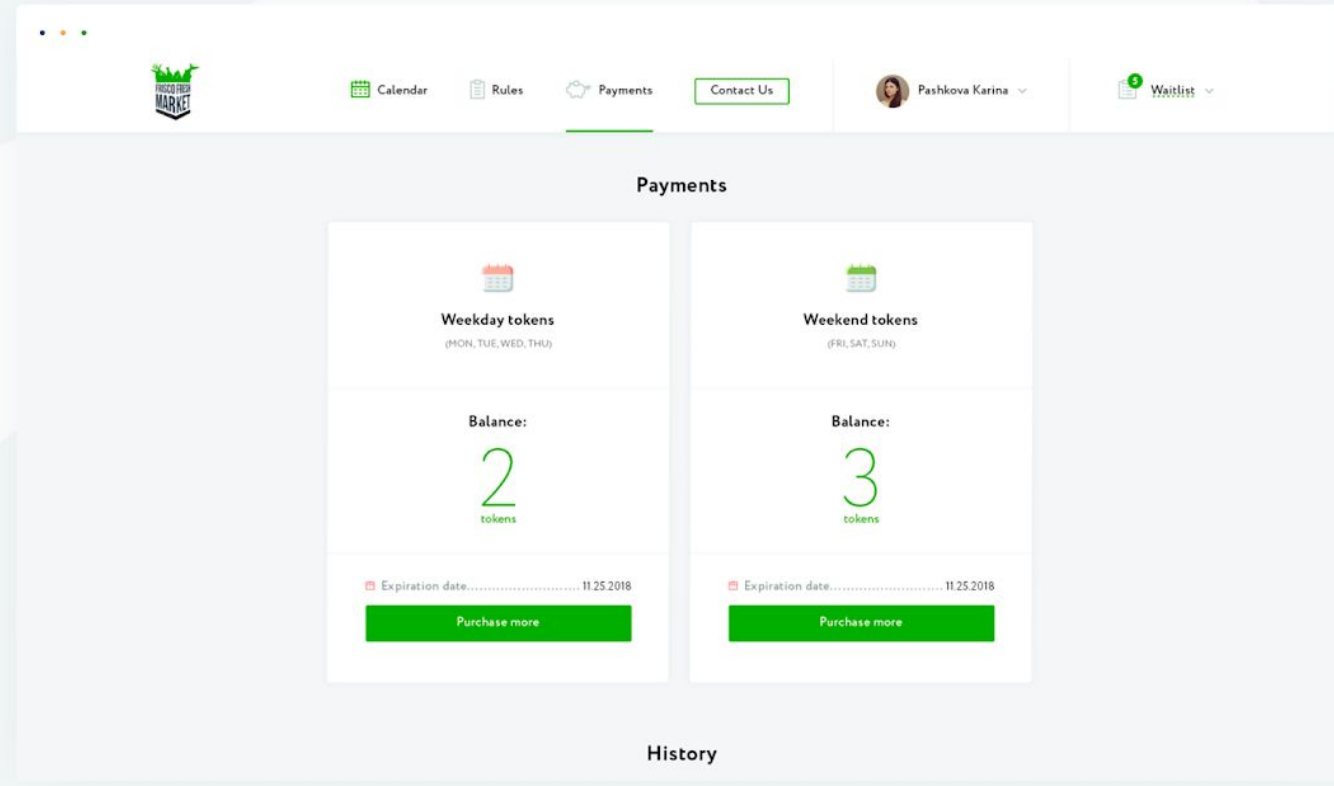 FRISCO FRESH
MARKET
Calendar
Rules
Payments
Contact Us
Pashkova Karina
5
Waitlist
Payments
Weekday tokens
(MON, TUE, WED, THU)
Balance:
2
tokens
Expiration date........................... 11.25.2018
Purchase more
Weekend tokens
(FRI, SAT, SUN)
Balance:
3
tokens
Expiration date........................... 11.25.2018
Purchase more
History